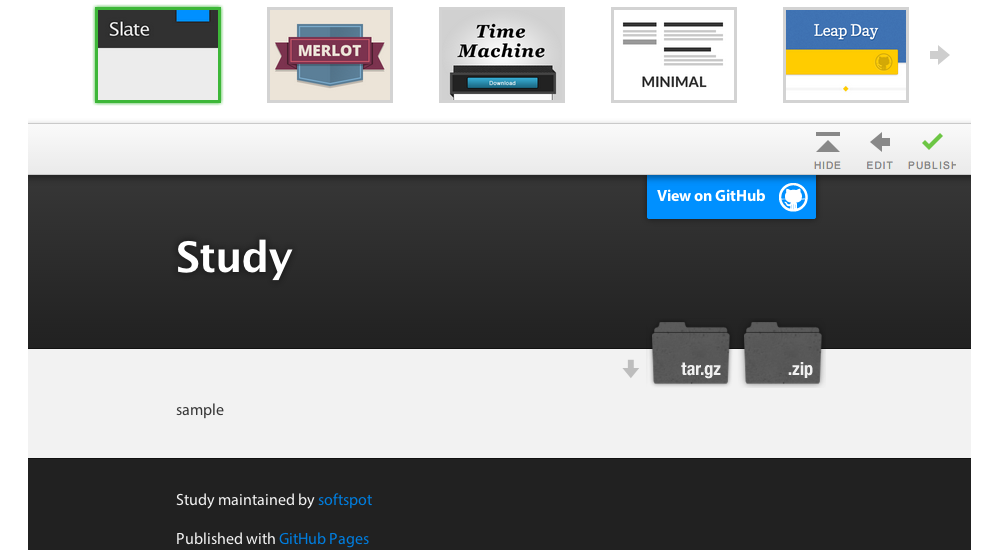 Slate
MERLOT
Time
Machine
Download
MINIMAL
Leap Day
HIDE
EDIT
PUBLISH
View on GitHub
Study
tar.gz
.zip
sample
Study maintained by softspot
Published with GitHub Pages